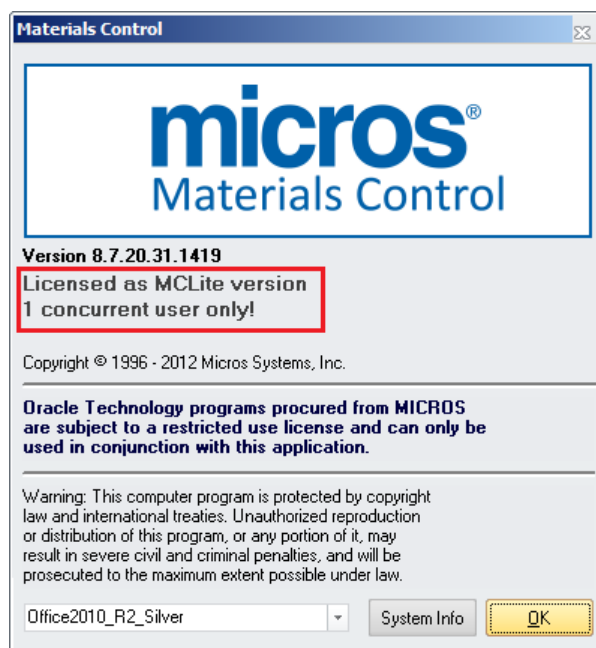 Materials Control
micros®
Materials Control
Version 8.7.20.31.1419
Licensed as MCLite version
1 concurrent user only!
Copyright © 1996 - 2012 Micros Systems, Inc.
Oracle Technology programs procured from MICROS
are subject to a restricted use license and can only be
used in conjunction with this application.
Warning: This computer program is protected by copyright
law and international treaties. Unauthorized reproduction
or distribution of this program, or any portion of it, may
result in severe civil and criminal penalties, and will be
prosecuted to the maximum extent possible under law.
Office2010_R2_Silver System Info OK